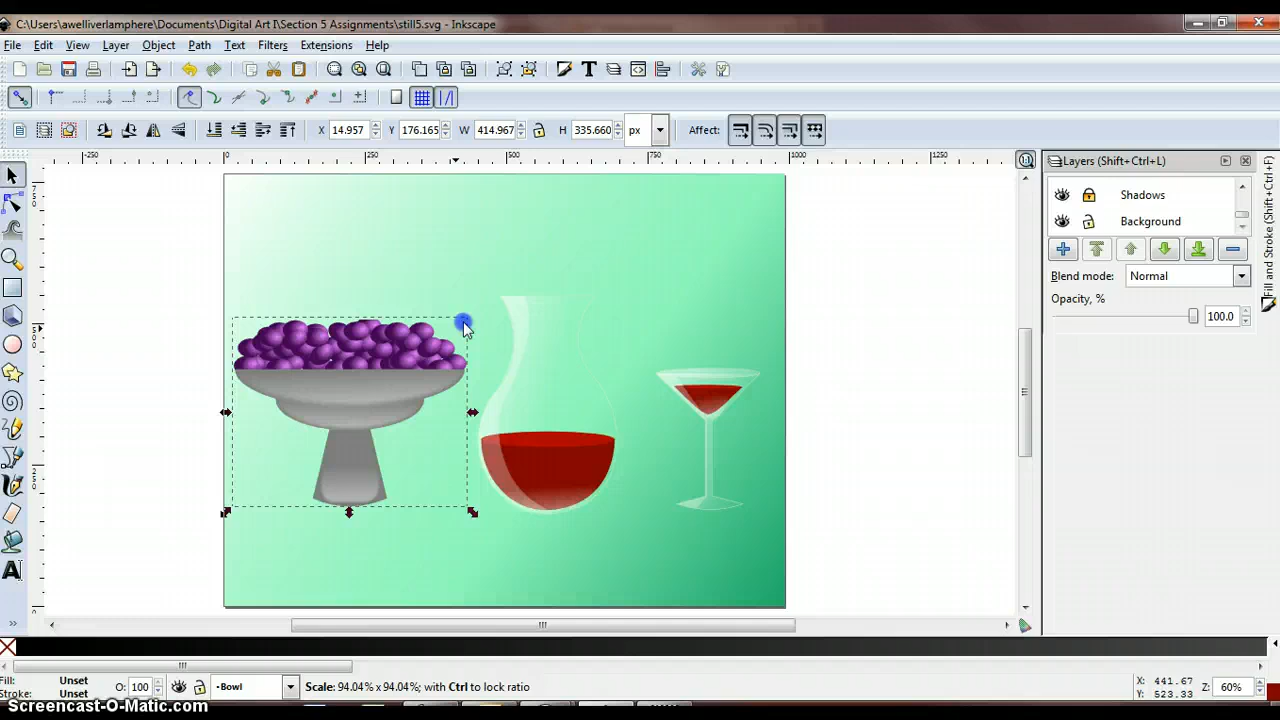 C:\Users\awelliverlamphere\Documents\Digital Art I\Section 5 Assignments\still5.svg - Inkscape
File Edit View Layer Object Path Text Filters Extensions Help
X 14.957 Y 176.165 W 414.967 H 335.660 px Affect:
-250 0 250 500 750 1000 1250
Layers (Shift+Ctrl+L)
Shadows
Background
Blend mode: Normal
Opacity, %
100.0
Fill and Stroke (Shift+Ctrl+F)
750
500
250
0
A
Fill: Unset
Stroke: Unset
O: 100
•Bowl
Scale: 94.04% x 94.04%; with Ctrl to lock ratio
X: 441.67
Y: 523.33
Z: 60%
Screencast-O-Matic.com